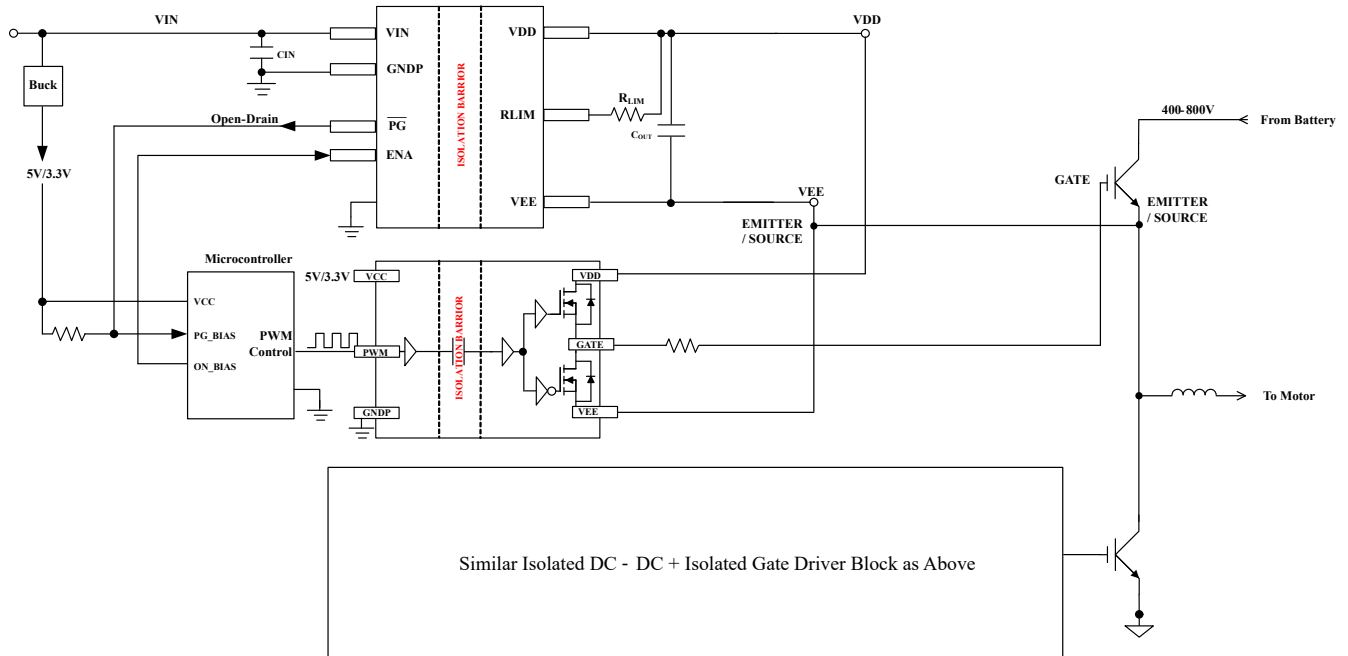 VIN
VDD
VIN
VDD
CIN
GNDP
Buck
ISOLATION BARRIER
RLIM
RLIM
COUT
400-800V
From Battery
Open-Drain
PG
ENA
5V/3.3V
GATE
VEE
VEE
EMITTER
/ SOURCE
EMITTER
/ SOURCE
Microcontroller
5V/3.3V
VCC
VDD
VCC
ISOLATION BARRIER
PG_BIAS
PWM
Control
PWM
GATE
ON_BIAS
To Motor
GNDP
VEE
Similar Isolated DC - DC + Isolated Gate Driver Block as Above